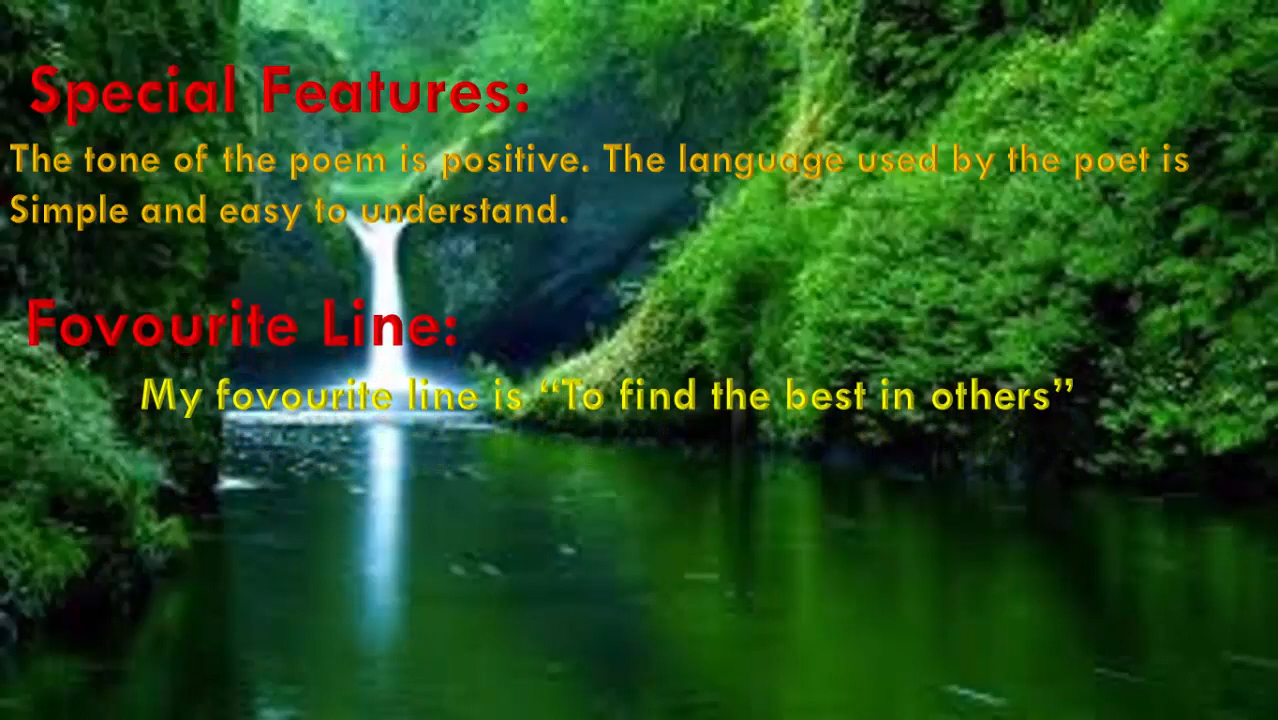 Special Features:
The tone of the poem is positive. The language used by the poet is
Simple and easy to understand.
Fovourite Line:
My fovourite line is “To find the best in others”